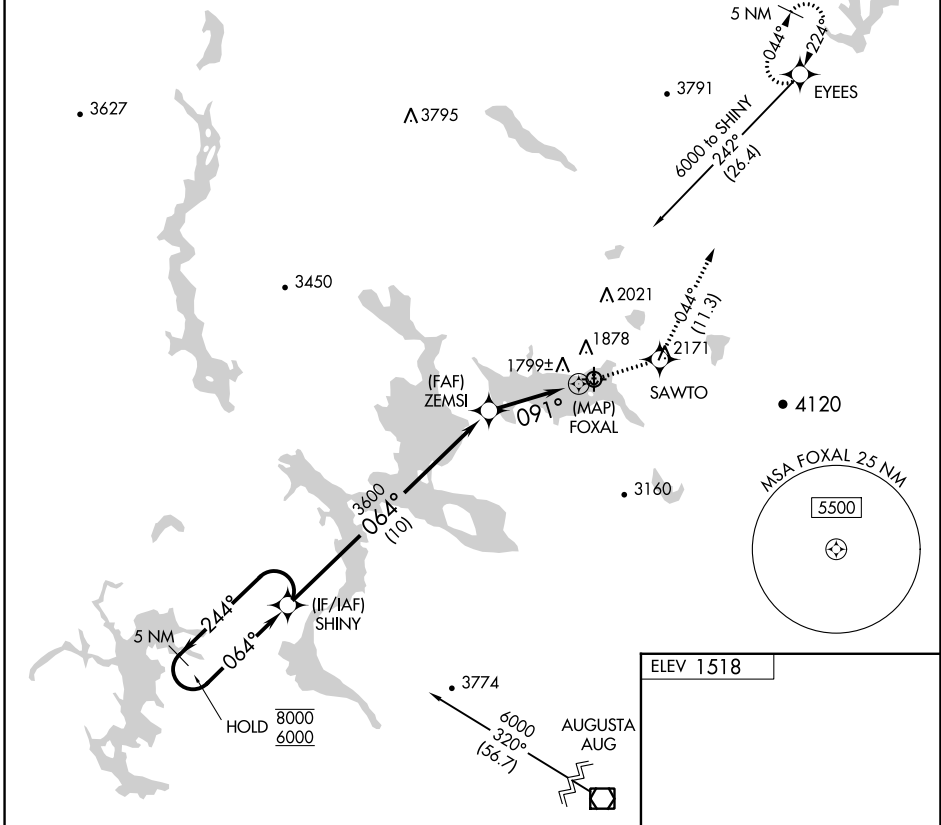 5 NM
044°
224°
EYEES
3627
3795
3791
6000 to SHINY
242°
(26.4)
3450
2021
044°
(11.3)
1878
1799±
2171
SAWTO
(FAF)
ZEMSI
091°
(MAP)
FOXAL
4120
MSA FOXAL 25 NM
5500
3160
3600
064°
(10)
(IF/IAF)
SHINY
244°
064°
5 NM
HOLD
8000
6000
3774
6000
320°
(56.7)
AUGUSTA
AUG
ELEV 1518